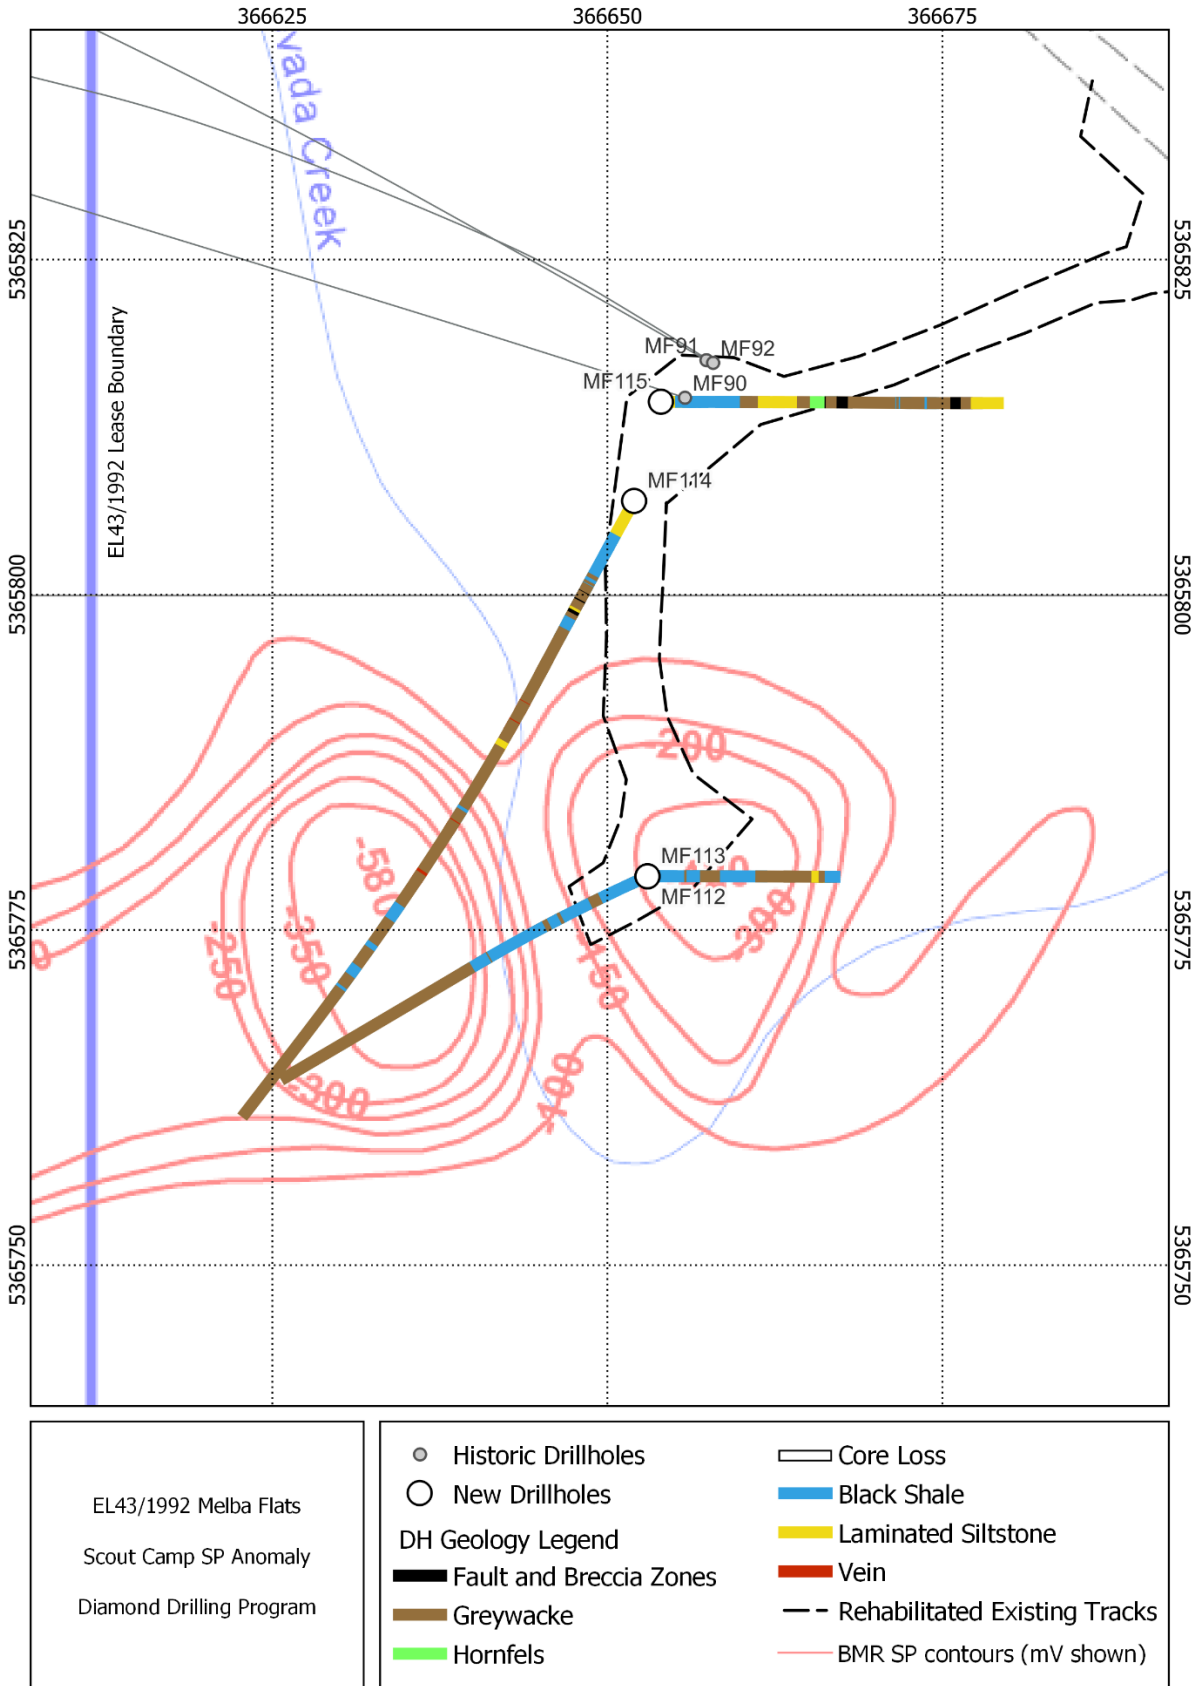 366625
366650
366675
vada Creek
5365825
5365825
EL43/1992 Lease Boundary
MF91
MF92
MF115
MF90
MF114
5365800
5365800
-200
-580
MF113
MF112
-300
-250
-350
-150
5365775
5365775
0
-300
-100
5365750
5365750
EL43/1992 Melba Flats
Scout Camp SP Anomaly
Diamond Drilling Program
Historic Drillholes
New Drillholes
DH Geology Legend
Fault and Breccia Zones
Greywacke
Hornfels
Core Loss
Black Shale
Laminated Siltstone
Vein
Rehabilitated Existing Tracks
BMR SP contours (mV shown)